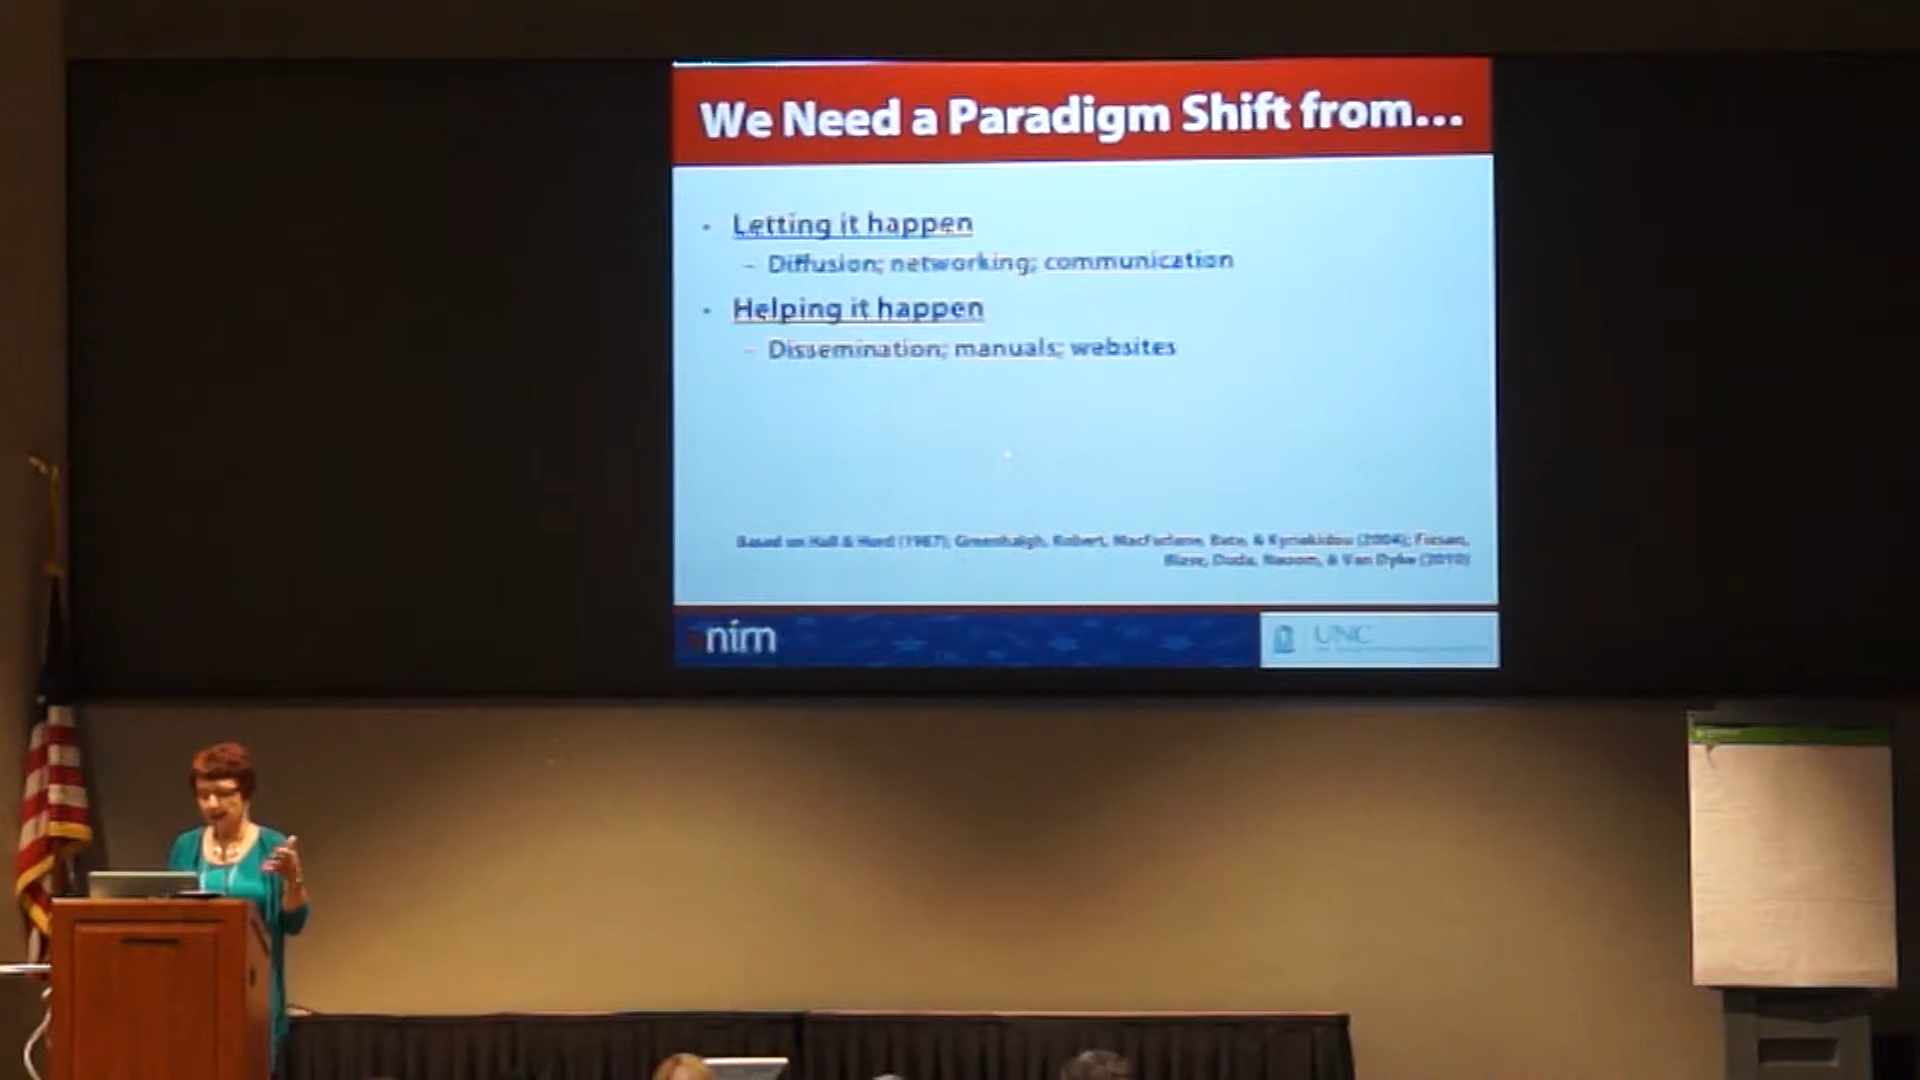 We Need a Paradigm Shift from...
• Letting it happen
– Diffusion; networking; communication
• Helping it happen
– Dissemination; manuals; websites
Based on Hall & Hord (1987); Greenhalgh, Robert, MacFarlane, Bate, & Kyriakidou (2004); Fixsen,
Blase, Duda, Naoom, & Van Dyke (2010)
nirn
UNC